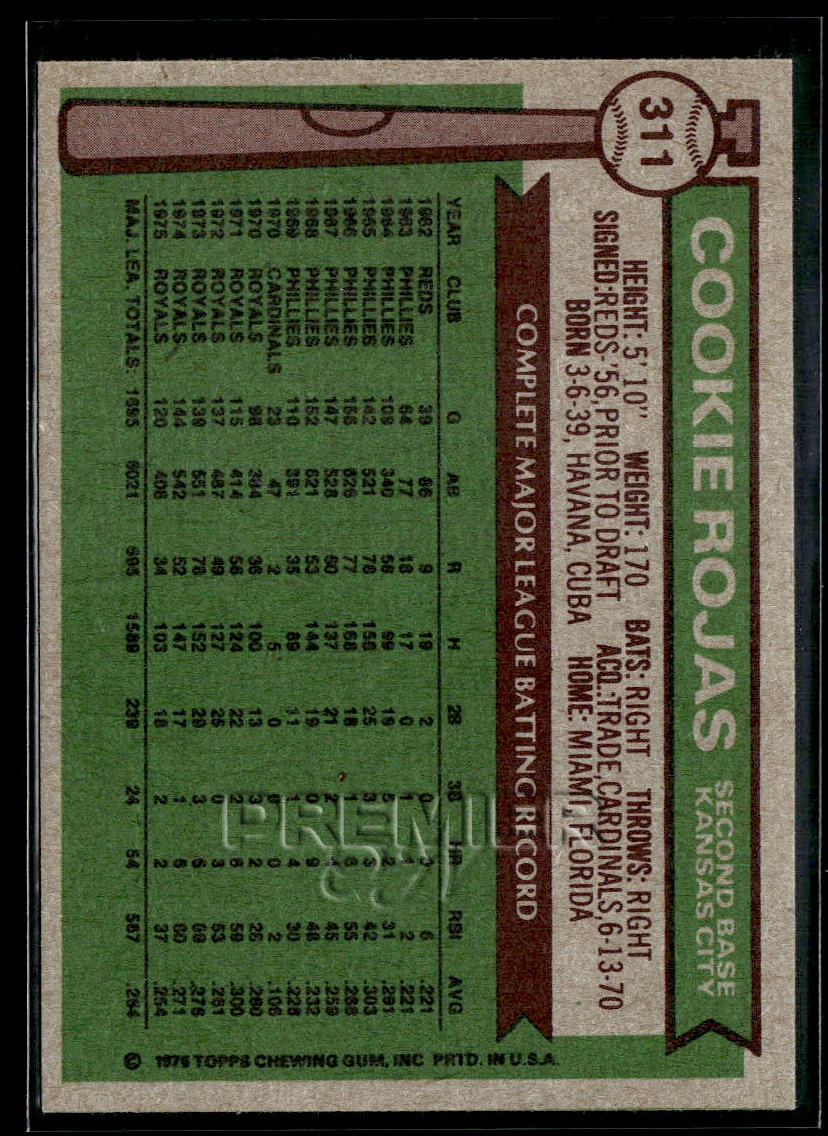 311
COOKIE ROJAS
SECOND BASE
KANSAS CITY
HEIGHT: 5'10" WEIGHT: 170 BATS: RIGHT THROWS: RIGHT
SIGNED: REDS-'56, PRIOR TO DRAFT ACQ.: TRADE, CARDINALS, 6-13-70
BORN 3-6-39, HAVANA, CUBA HOME: MIAMI, FLORIDA
COMPLETE MAJOR LEAGUE BATTING RECORD
YEAR CLUB G AB R H 2B 3B HR RBI AVG
1962 REDS 39 86 9 19 2 0 0 6 .221
1963 PHILLIES 64 77 18 17 0 1 1 2 .221
1964 PHILLIES 109 340 58 99 19 5 2 31 .291
1965 PHILLIES 142 521 78 158 25 3 3 42 .303
1966 PHILLIES 156 626 77 168 18 1 6 55 .268
1967 PHILLIES 147 528 60 137 21 2 4 45 .259
1968 PHILLIES 152 621 53 144 19 0 9 48 .232
1969 PHILLIES 110 391 35 89 11 1 4 30 .228
1970 CARDINALS 23 47 2 5 0 0 0 2 .106
1970 ROYALS 98 384 36 100 13 3 2 28 .260
1971 ROYALS 115 414 56 124 22 2 6 59 .300
1972 ROYALS 137 487 49 127 25 0 3 53 .261
1973 ROYALS 139 551 78 152 29 3 6 69 .276
1974 ROYALS 144 542 52 147 17 1 6 60 .271
1975 ROYALS 120 406 34 103 18 2 2 37 .254
MAJ. LEA. TOTALS: 1695 6021 695 1589 239 24 54 567 .264
© 1976 TOPPS CHEWING GUM, INC PRTD. IN U.S.A.
PREMIUM